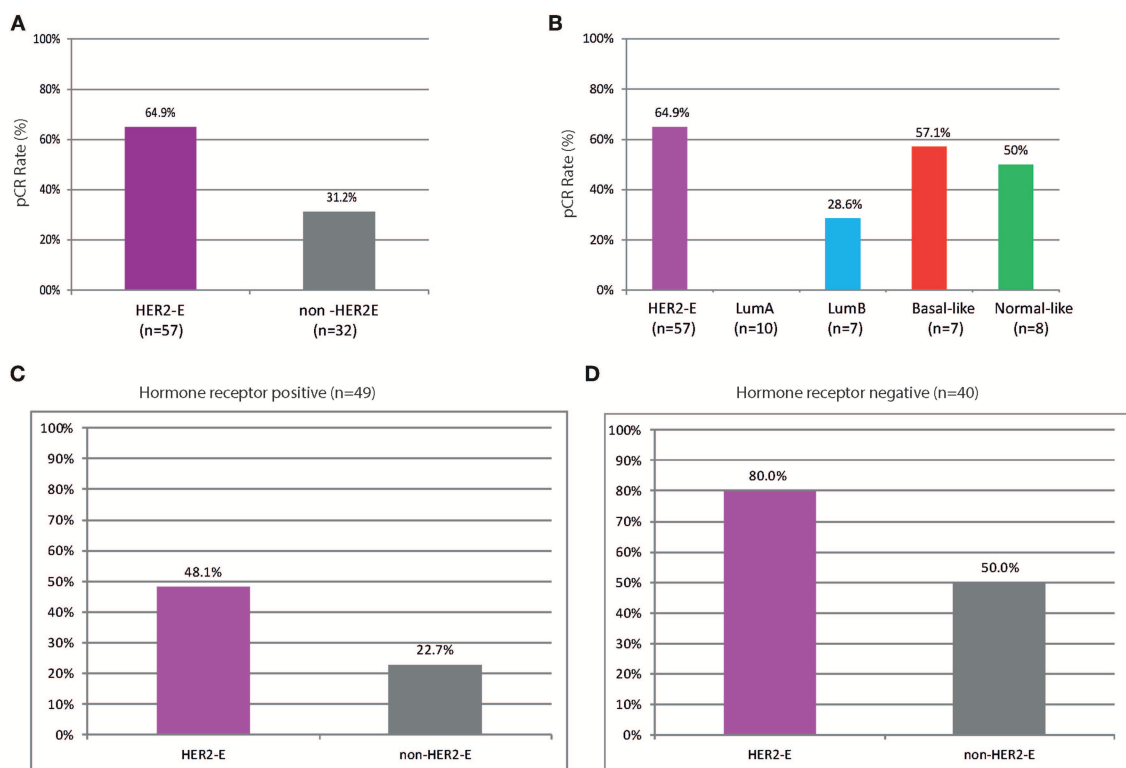 A
100%
80%
60%
40%
20%
00%
pCR Rate (%)
64.9%
31.2%
HER2-E
(n=57)
non -HER2E
(n=32)
B
100%
80%
60%
40%
20%
0%
pCR Rate (%)
64.9%
28.6%
57.1%
50%
HER2-E
(n=57)
LumA
(n=10)
LumB
(n=7)
Basal-like
(n=7)
Normal-like
(n=8)
C
Hormone receptor positive (n=49)
100%
90%
80%
70%
60%
50%
40%
30%
20%
10%
0%
48.1%
22.7%
HER2-E
non-HER2-E
D
Hormone receptor negative (n=40)
100%
90%
80%
70%
60%
50%
40%
30%
20%
10%
0%
80.0%
50.0%
HER2-E
non-HER2-E